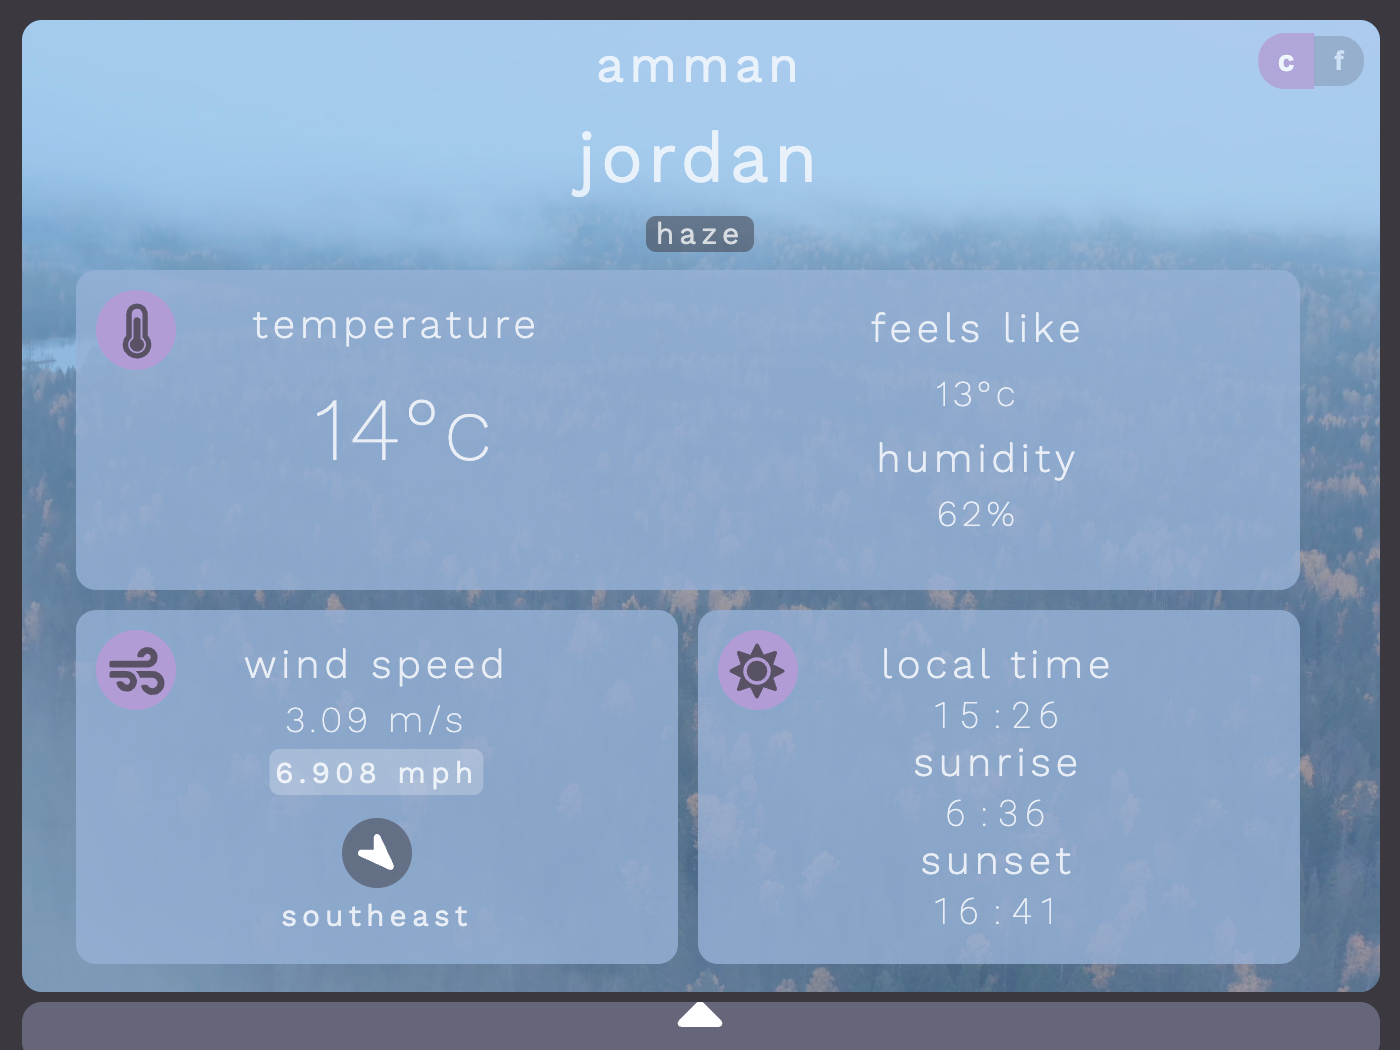 amman
c f
jordan
haze
temperature
14°c
feels like
13°c
humidity
62%
wind speed
3.09 m/s
6.908 mph
southeast
local time
15:26
sunrise
6:36
sunset
16:41